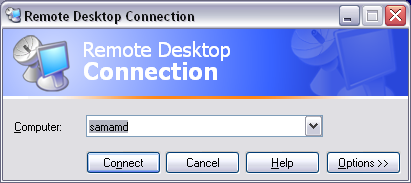 Remote Desktop Connection
Remote Desktop
Connection
Computer: samamd
Connect Cancel Help Options >>